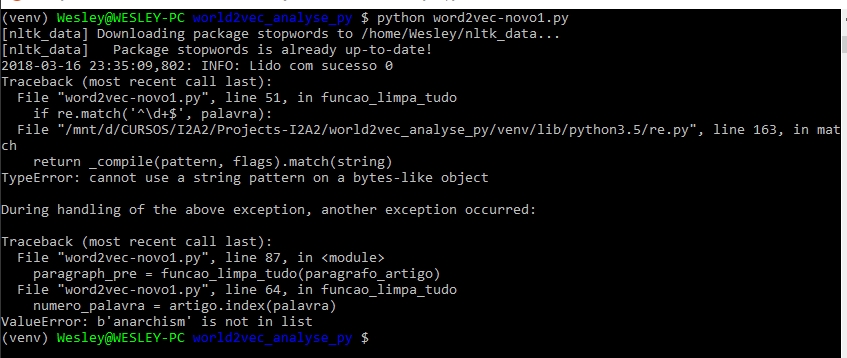 (venv) Wesley@WESLEY-PC world2vec_analyse_py $ python word2vec-novo1.py
[nltk_data] Downloading package stopwords to /home/Wesley/nltk_data...
[nltk_data]   Package stopwords is already up-to-date!
2018-03-16 23:35:09,802: INFO: Lido com sucesso 0
Traceback (most recent call last):
  File "word2vec-novo1.py", line 51, in funcao_limpa_tudo
    if re.match('^\d+$', palavra):
  File "/mnt/d/CURSOS/I2A2/Projects-I2A2/world2vec_analyse_py/venv/lib/python3.5/re.py", line 163, in mat
ch
    return _compile(pattern, flags).match(string)
TypeError: cannot use a string pattern on a bytes-like object

During handling of the above exception, another exception occurred:

Traceback (most recent call last):
  File "word2vec-novo1.py", line 87, in <module>
    paragraph_pre = funcao_limpa_tudo(paragrafo_artigo)
  File "word2vec-novo1.py", line 64, in funcao_limpa_tudo
    numero_palavra = artigo.index(palavra)
ValueError: b'anarchism' is not in list
(venv) Wesley@WESLEY-PC world2vec_analyse_py $